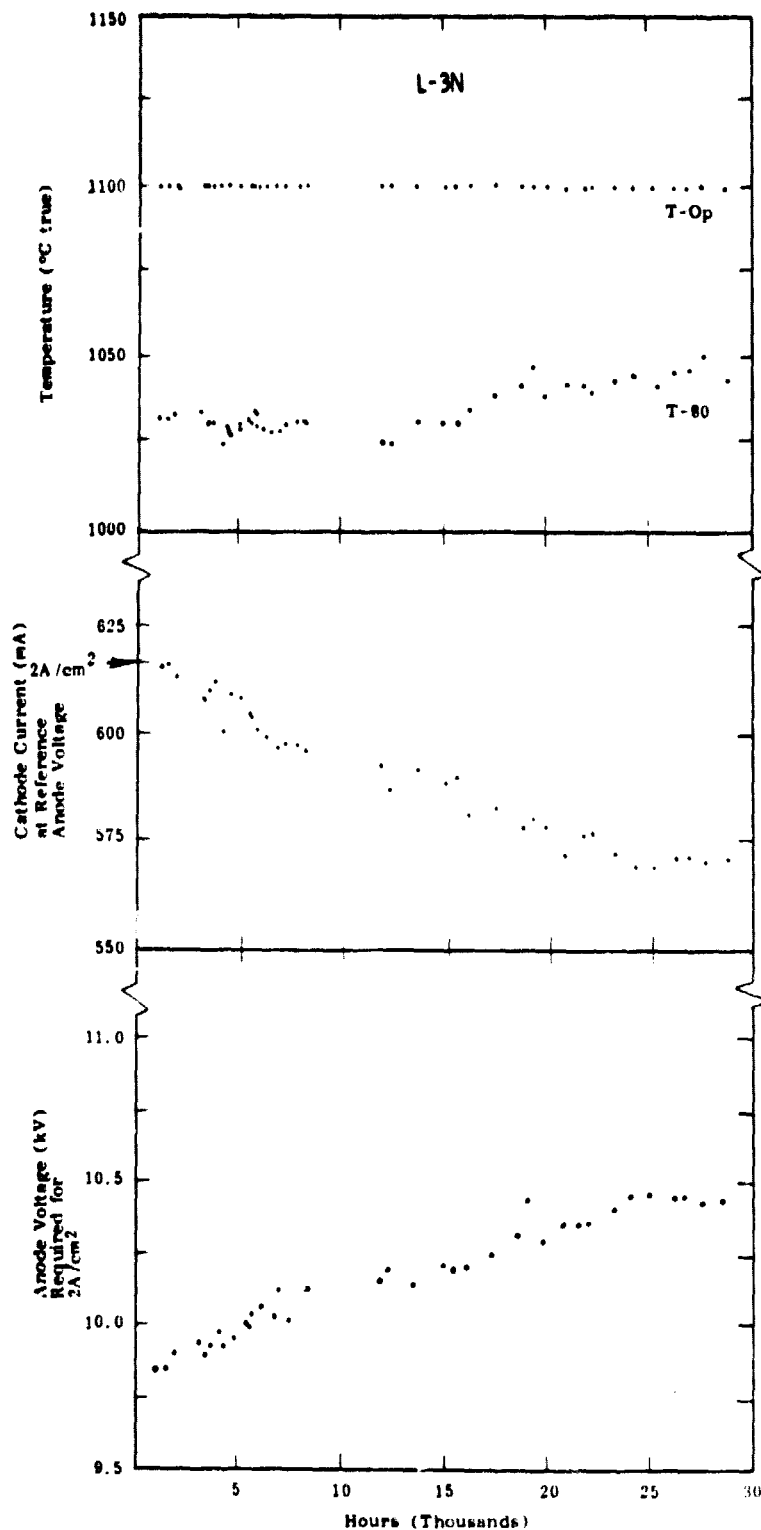 L-3N
1150
1100
1050
1000
Temperature (°C true)
T-Op
T-80
625
600
575
550
2A/cm²
Cathode Current (mA)
at Reference
Anode Voltage
11.0
10.5
10.0
9.5
Anode Voltage (kV)
Required for
2A/cm²
5
10
15
20
25
30
Hours (Thousands)